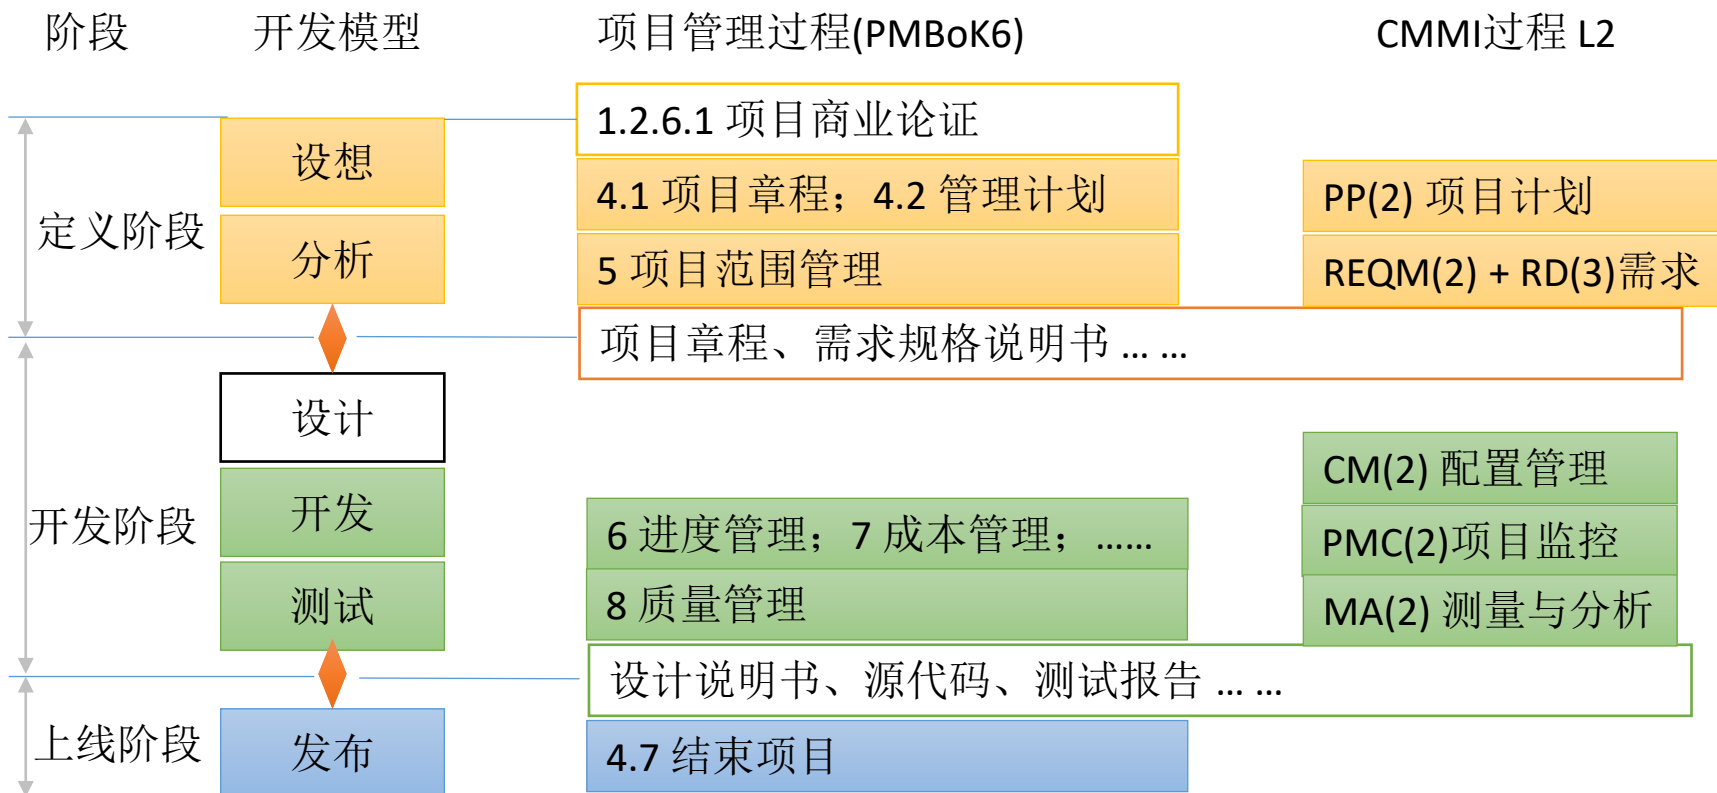 阶段 开发模型 项目管理过程(PMBoK6) CMMI过程 L2
1.2.6.1 项目商业论证
设想
4.1 项目章程；4.2 管理计划 PP(2) 项目计划
定义阶段
分析 5 项目范围管理 REQM(2) + RD(3)需求
项目章程、需求规格说明书 ... ...
设计
CM(2) 配置管理
开发阶段 开发 6 进度管理；7 成本管理；...... PMC(2)项目监控
测试 8 质量管理 MA(2) 测量与分析
设计说明书、源代码、测试报告 ... ...
上线阶段 发布 4.7 结束项目